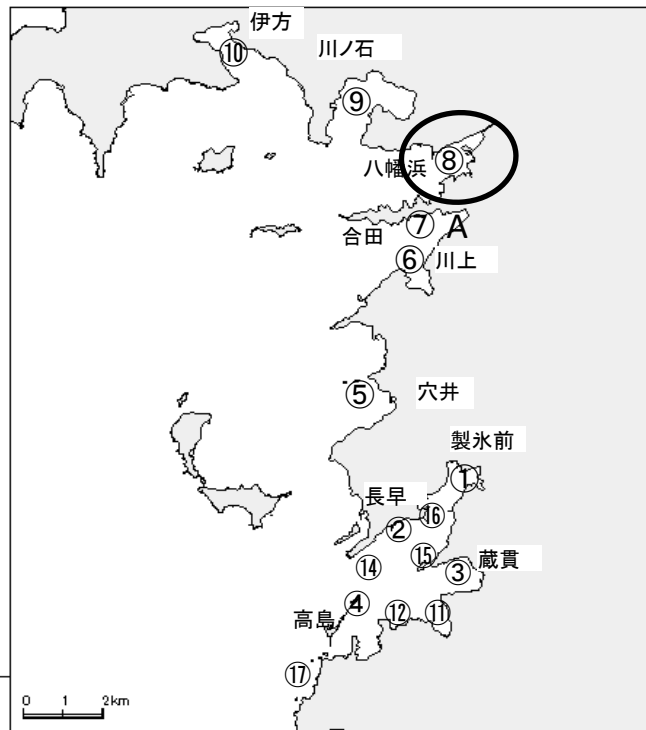 伊方
⑩
川ノ石
⑨
⑧
八幡浜
⑦ A
合田
⑥ 川上
⑤ 穴井
製氷前
①
長早
⑯
②
⑮
蔵貫
⑭
③
④
高島
⑫
⑪
⑰
0 1 2km